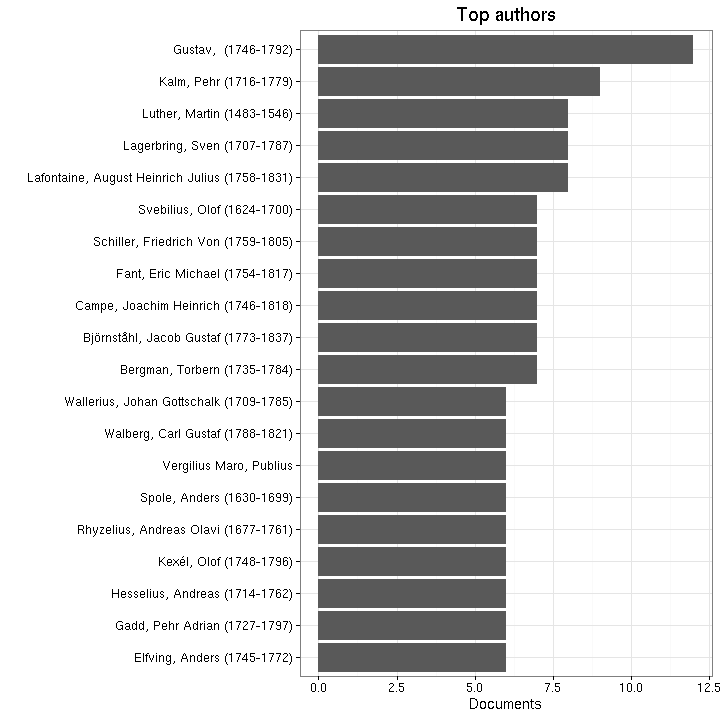 Top authors
Gustav,  (1746-1792)
Kalm, Pehr (1716-1779)
Luther, Martin (1483-1546)
Lagerbring, Sven (1707-1787)
Lafontaine, August Heinrich Julius (1758-1831)
Svebilius, Olof (1624-1700)
Schiller, Friedrich Von (1759-1805)
Fant, Eric Michael (1754-1817)
Campe, Joachim Heinrich (1746-1818)
Björnståhl, Jacob Gustaf (1773-1837)
Bergman, Torbern (1735-1784)
Wallerius, Johan Gottschalk (1709-1785)
Walberg, Carl Gustaf (1788-1821)
Vergilius Maro, Publius
Spole, Anders (1630-1699)
Rhyzelius, Andreas Olavi (1677-1761)
Kexél, Olof (1748-1796)
Hesselius, Andreas (1714-1762)
Gadd, Pehr Adrian (1727-1797)
Elfving, Anders (1745-1772)
0.0 2.5 5.0 7.5 10.0 12.5
Documents